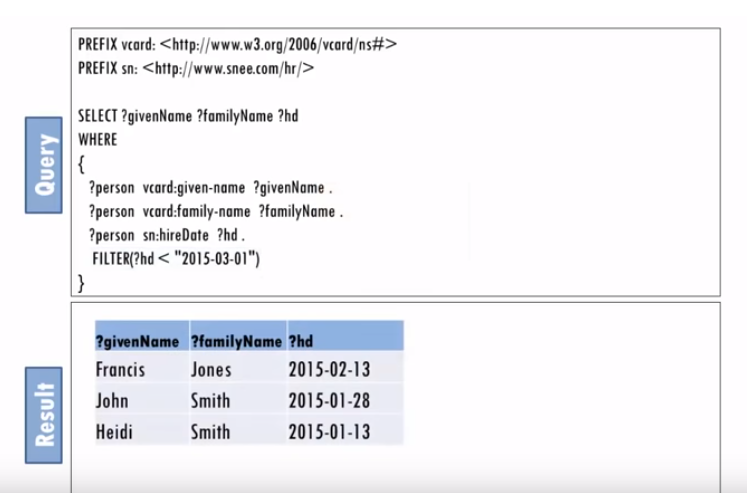 PREFIX vcard: <http://www.w3.org/2006/vcard/ns#>
PREFIX sn: <http://www.snee.com/hr/>
SELECT ?givenName ?familyName ?hd
WHERE
{
?person vcard:given-name ?givenName .
?person vcard:family-name ?familyName .
?person sn:hireDate ?hd .
FILTER(?hd < "2015-03-01")
}
Query
?givenName ?familyName ?hd
Francis Jones 2015-02-13
John Smith 2015-01-28
Heidi Smith 2015-01-13
Result